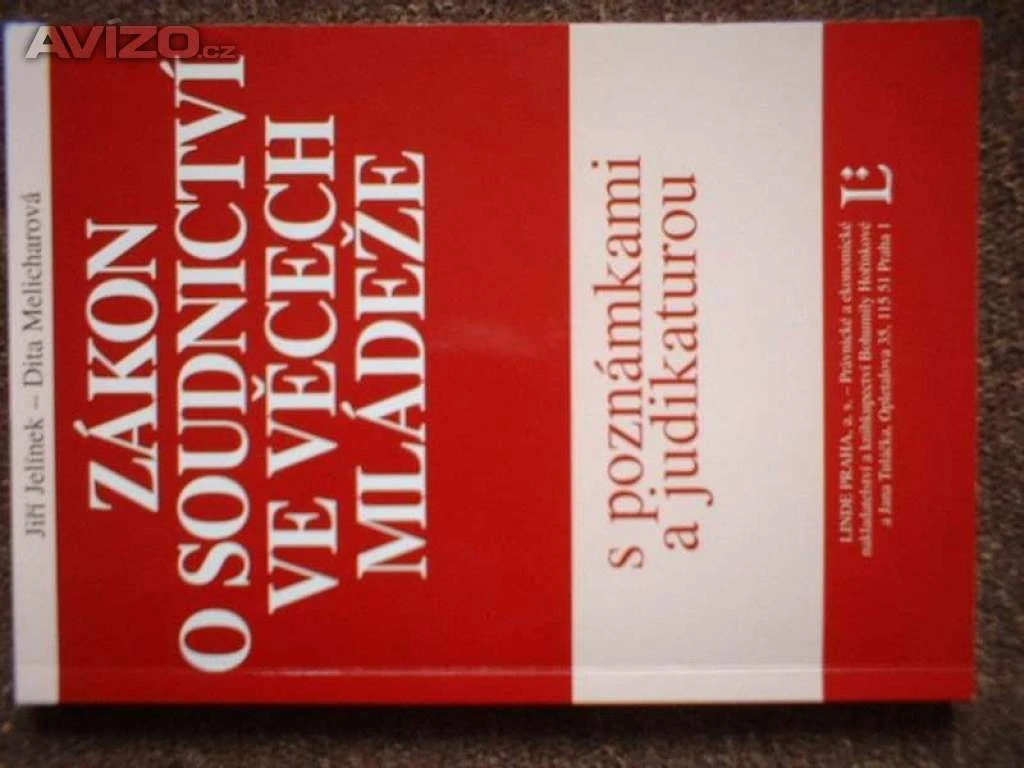 AVÍZO.cz
Jiří Jelínek – Dita Melicharová
ZÁKON
O SOUDNICTVÍ
VE VĚCECH
MLÁDEŽE
s poznámkami
a judikaturou
LINDE PRAHA, a. s. – Právnické a ekonomické
nakladatelství a knihkupectví Bohumily Hořínkové
a Jana Tuláčka, Opletalova 35, 115 51 Praha 1
L: